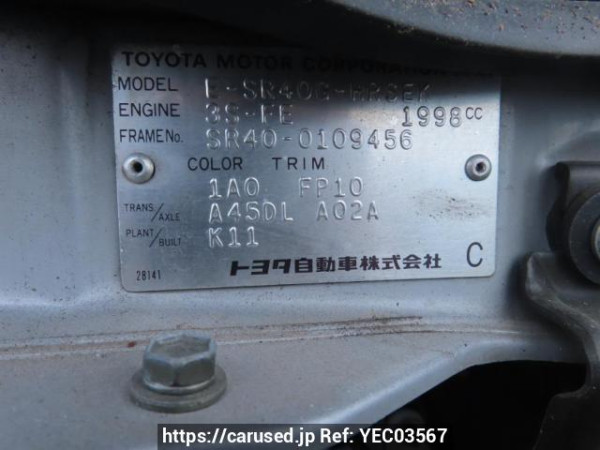 TOYOTA MOTOR CORPORATION
MODEL E-SR40G-
ENGINE 3S-FE 1998CC
FRAME No. SR40-0109456
COLOR TRIM
1A0 FP10
TRANS/AXLE A45DL A02A
PLANT/BUILT K11
トヨタ自動車株式会社 C
28141
https://carused.jp Ref: YEC03567